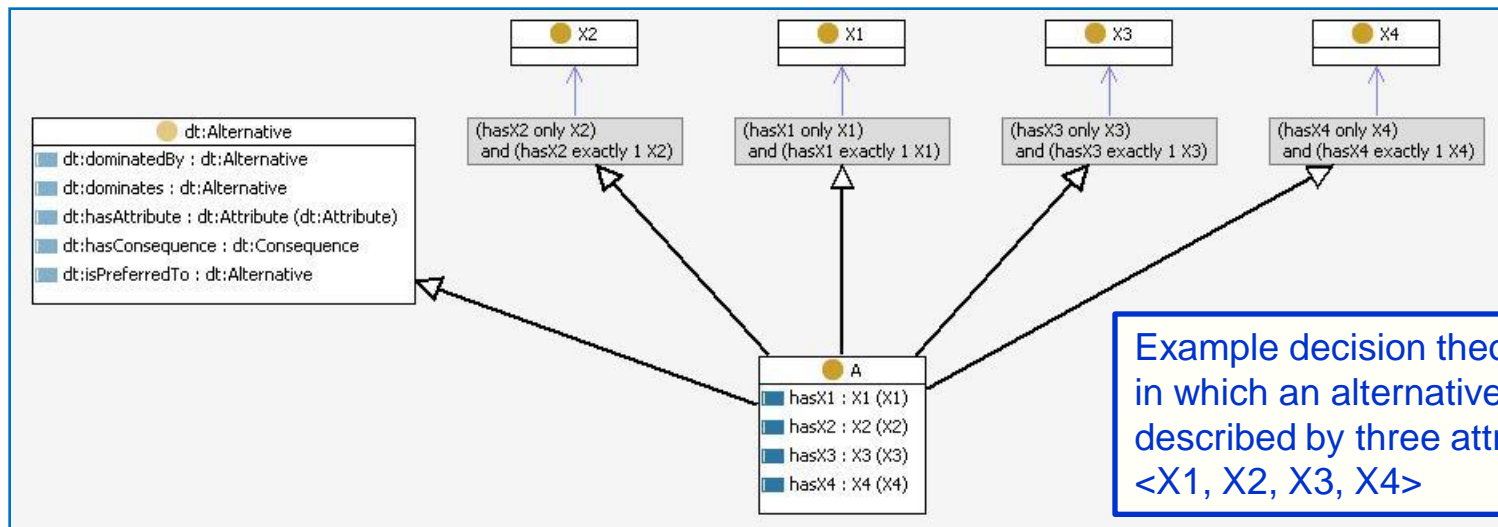 X2
X1
X3
X4
(hasX2 only X2)
and (hasX2 exactly 1 X2)
(hasX1 only X1)
and (hasX1 exactly 1 X1)
(hasX3 only X3)
and (hasX3 exactly 1 X3)
(hasX4 only X4)
and (hasX4 exactly 1 X4)
dt:Alternative
dt:dominatedBy : dt:Alternative
dt:dominates : dt:Alternative
dt:hasAttribute : dt:Attribute (dt:Attribute)
dt:hasConsequence : dt:Consequence
dt:isPreferredTo : dt:Alternative
A
hasX1 : X1 (X1)
hasX2 : X2 (X2)
hasX3 : X3 (X3)
hasX4 : X4 (X4)
Example decision
in which an alternative
described by three
<X1, X2, X3, X4>